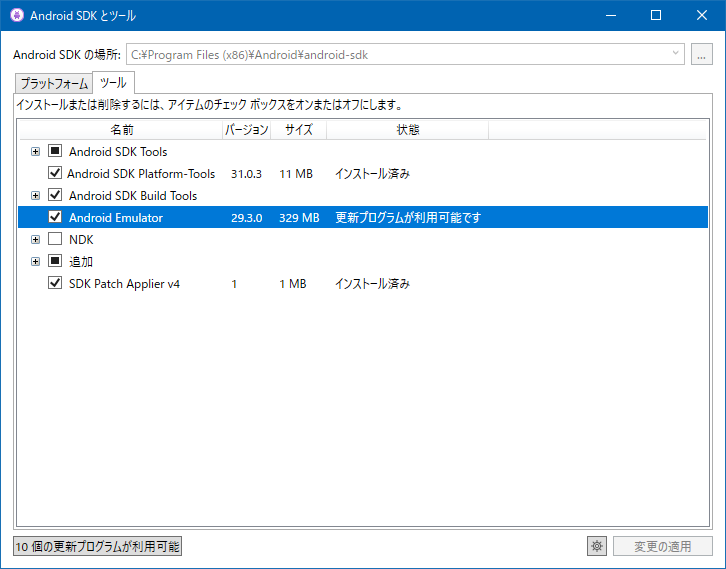 Android SDK とツール
Android SDK の場所: C:¥Program Files (x86)¥Android¥android-sdk ...
プラットフォーム ツール
インストールまたは削除するには、アイテムのチェック ボックスをオンまたはオフにします。
名前 バージョン サイズ 状態
Android SDK Tools
Android SDK Platform-Tools 31.0.3 11 MB インストール済み
Android SDK Build Tools
Android Emulator 29.3.0 329 MB 更新プログラムが利用可能です
NDK
追加
SDK Patch Applier v4 1 1 MB インストール済み
10 個の更新プログラムが利用可能 変更の適用